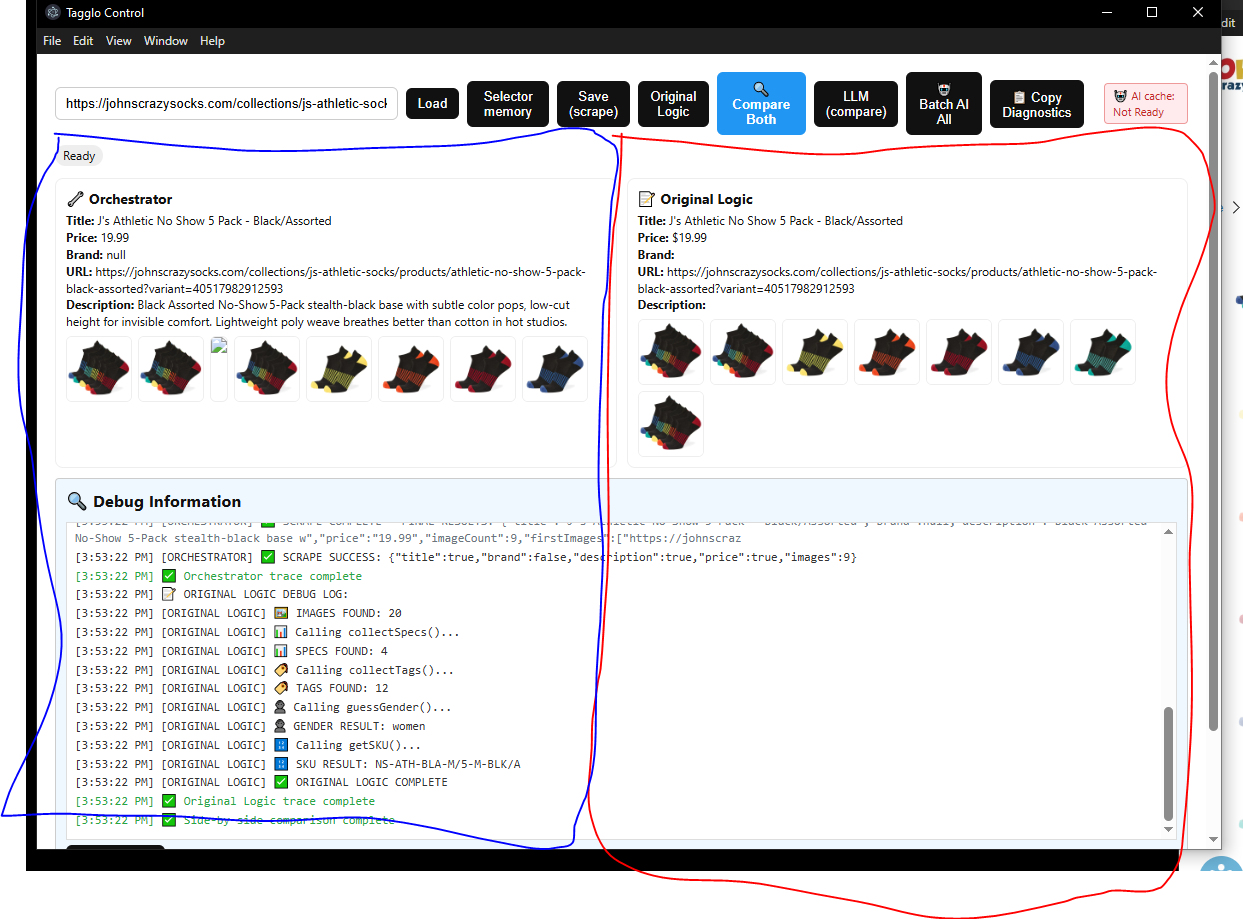 Tagglo Control
File Edit View Window Help
https://johnscrazysocks.com/collections/js-athletic-sock
Load
Selector
memory
Save
(scrape)
Original
Logic
🔍
Compare
Both
LLM
(compare)
Batch AI
All
📋 Copy
Diagnostics
AI cache:
Not Ready
dit
Ready
Orchestrator
Title: J's Athletic No Show 5 Pack - Black/Assorted
Price: 19.99
Brand: null
URL: https://johnscrazysocks.com/collections/js-athletic-socks/products/athletic-no-show-5-pack-
black-assorted?variant=40517982912593
Description: Black Assorted No-Show 5-Pack stealth-black base with subtle color pops, low-cut
height for invisible comfort. Lightweight poly weave breathes better than cotton in hot studios.
📝 Original Logic
Title: J's Athletic No Show 5 Pack - Black/Assorted
Price: $19.99
Brand:
URL: https://johnscrazysocks.com/collections/js-athletic-socks/products/athletic-no-show-5-pack-
black-assorted?variant=40517982912593
Description:
🔍 Debug Information
No-Show 5-Pack stealth-black base w","price":"19.99","imageCount":9,"firstImages":["https://johnscraz
[3:53:22 PM] [ORCHESTRATOR] ✅ SCRAPE SUCCESS: {"title":true,"brand":false,"description":true,"price":true,"images":9}
[3:53:22 PM] ✅ Orchestrator trace complete
[3:53:22 PM] 📝 ORIGINAL LOGIC DEBUG LOG:
[3:53:22 PM] [ORIGINAL LOGIC] 🖼️ IMAGES FOUND: 20
[3:53:22 PM] [ORIGINAL LOGIC] 📊 Calling collectSpecs()...
[3:53:22 PM] [ORIGINAL LOGIC] 📊 SPECS FOUND: 4
[3:53:22 PM] [ORIGINAL LOGIC] 🏷️ Calling collectTags()...
[3:53:22 PM] [ORIGINAL LOGIC] 🏷️ TAGS FOUND: 12
[3:53:22 PM] [ORIGINAL LOGIC] 👤 Calling guessGender()...
[3:53:22 PM] [ORIGINAL LOGIC] 👤 GENDER RESULT: women
[3:53:22 PM] [ORIGINAL LOGIC] 🔢 Calling getSKU()...
[3:53:22 PM] [ORIGINAL LOGIC] 🔢 SKU RESULT: NS-ATH-BLA-M/5-M-BLK/A
[3:53:22 PM] [ORIGINAL LOGIC] ✅ ORIGINAL LOGIC COMPLETE
[3:53:22 PM] ✅ Original Logic trace complete
[3:53:22 PM] ✅ Side-by-side comparison complete